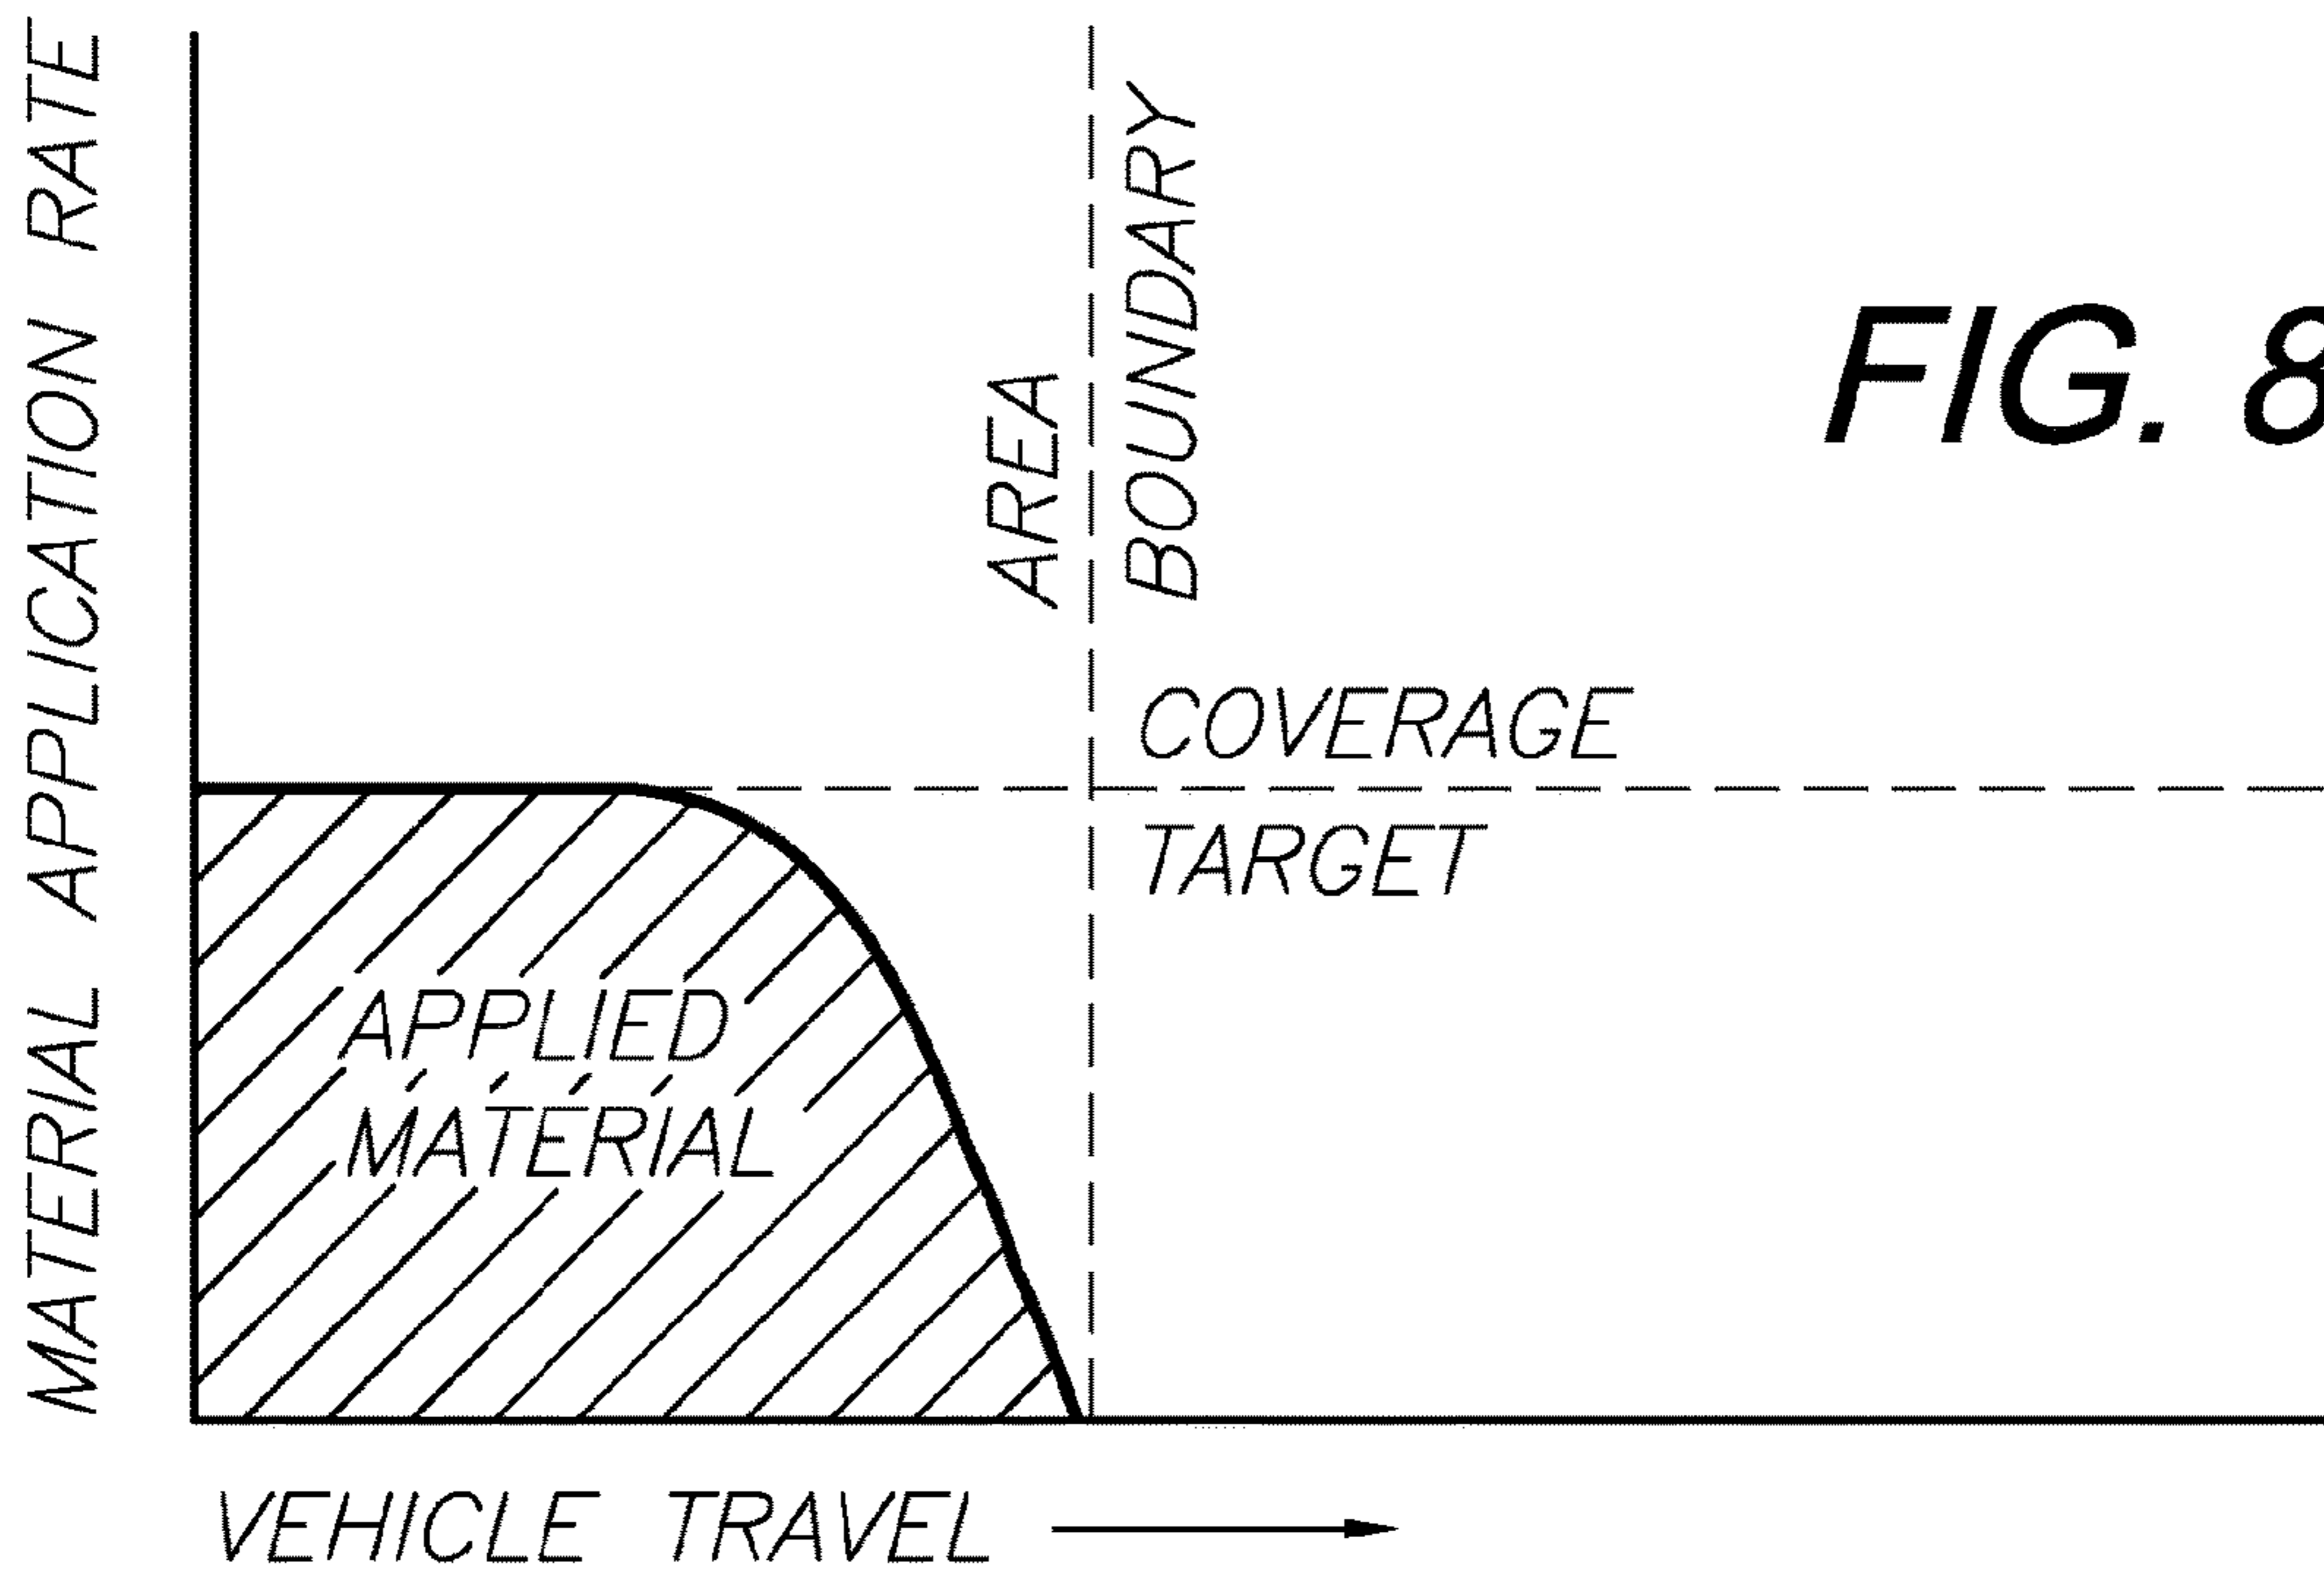 MATERIAL APPLICATION RATE
AREA
BOUNDARY
FIG. 8
COVERAGE
TARGET
APPLIED
MATERIAL
VEHICLE TRAVEL